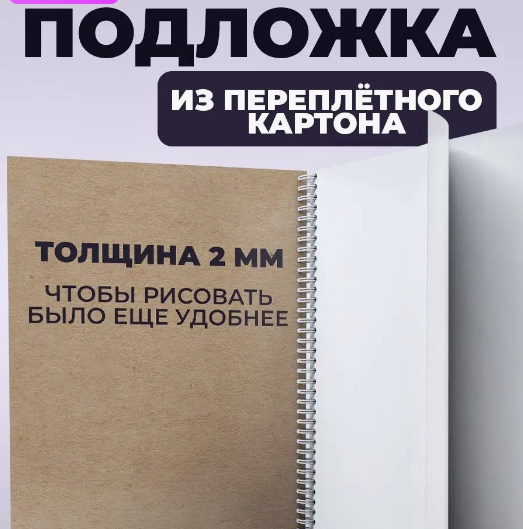 ПОДЛОЖКА
ИЗ ПЕРЕПЛЁТНОГО
КАРТОНА
ТОЛЩИНА 2 ММ
ЧТОБЫ РИСОВАТЬ
БЫЛО ЕЩЕ УДОБНЕЕ